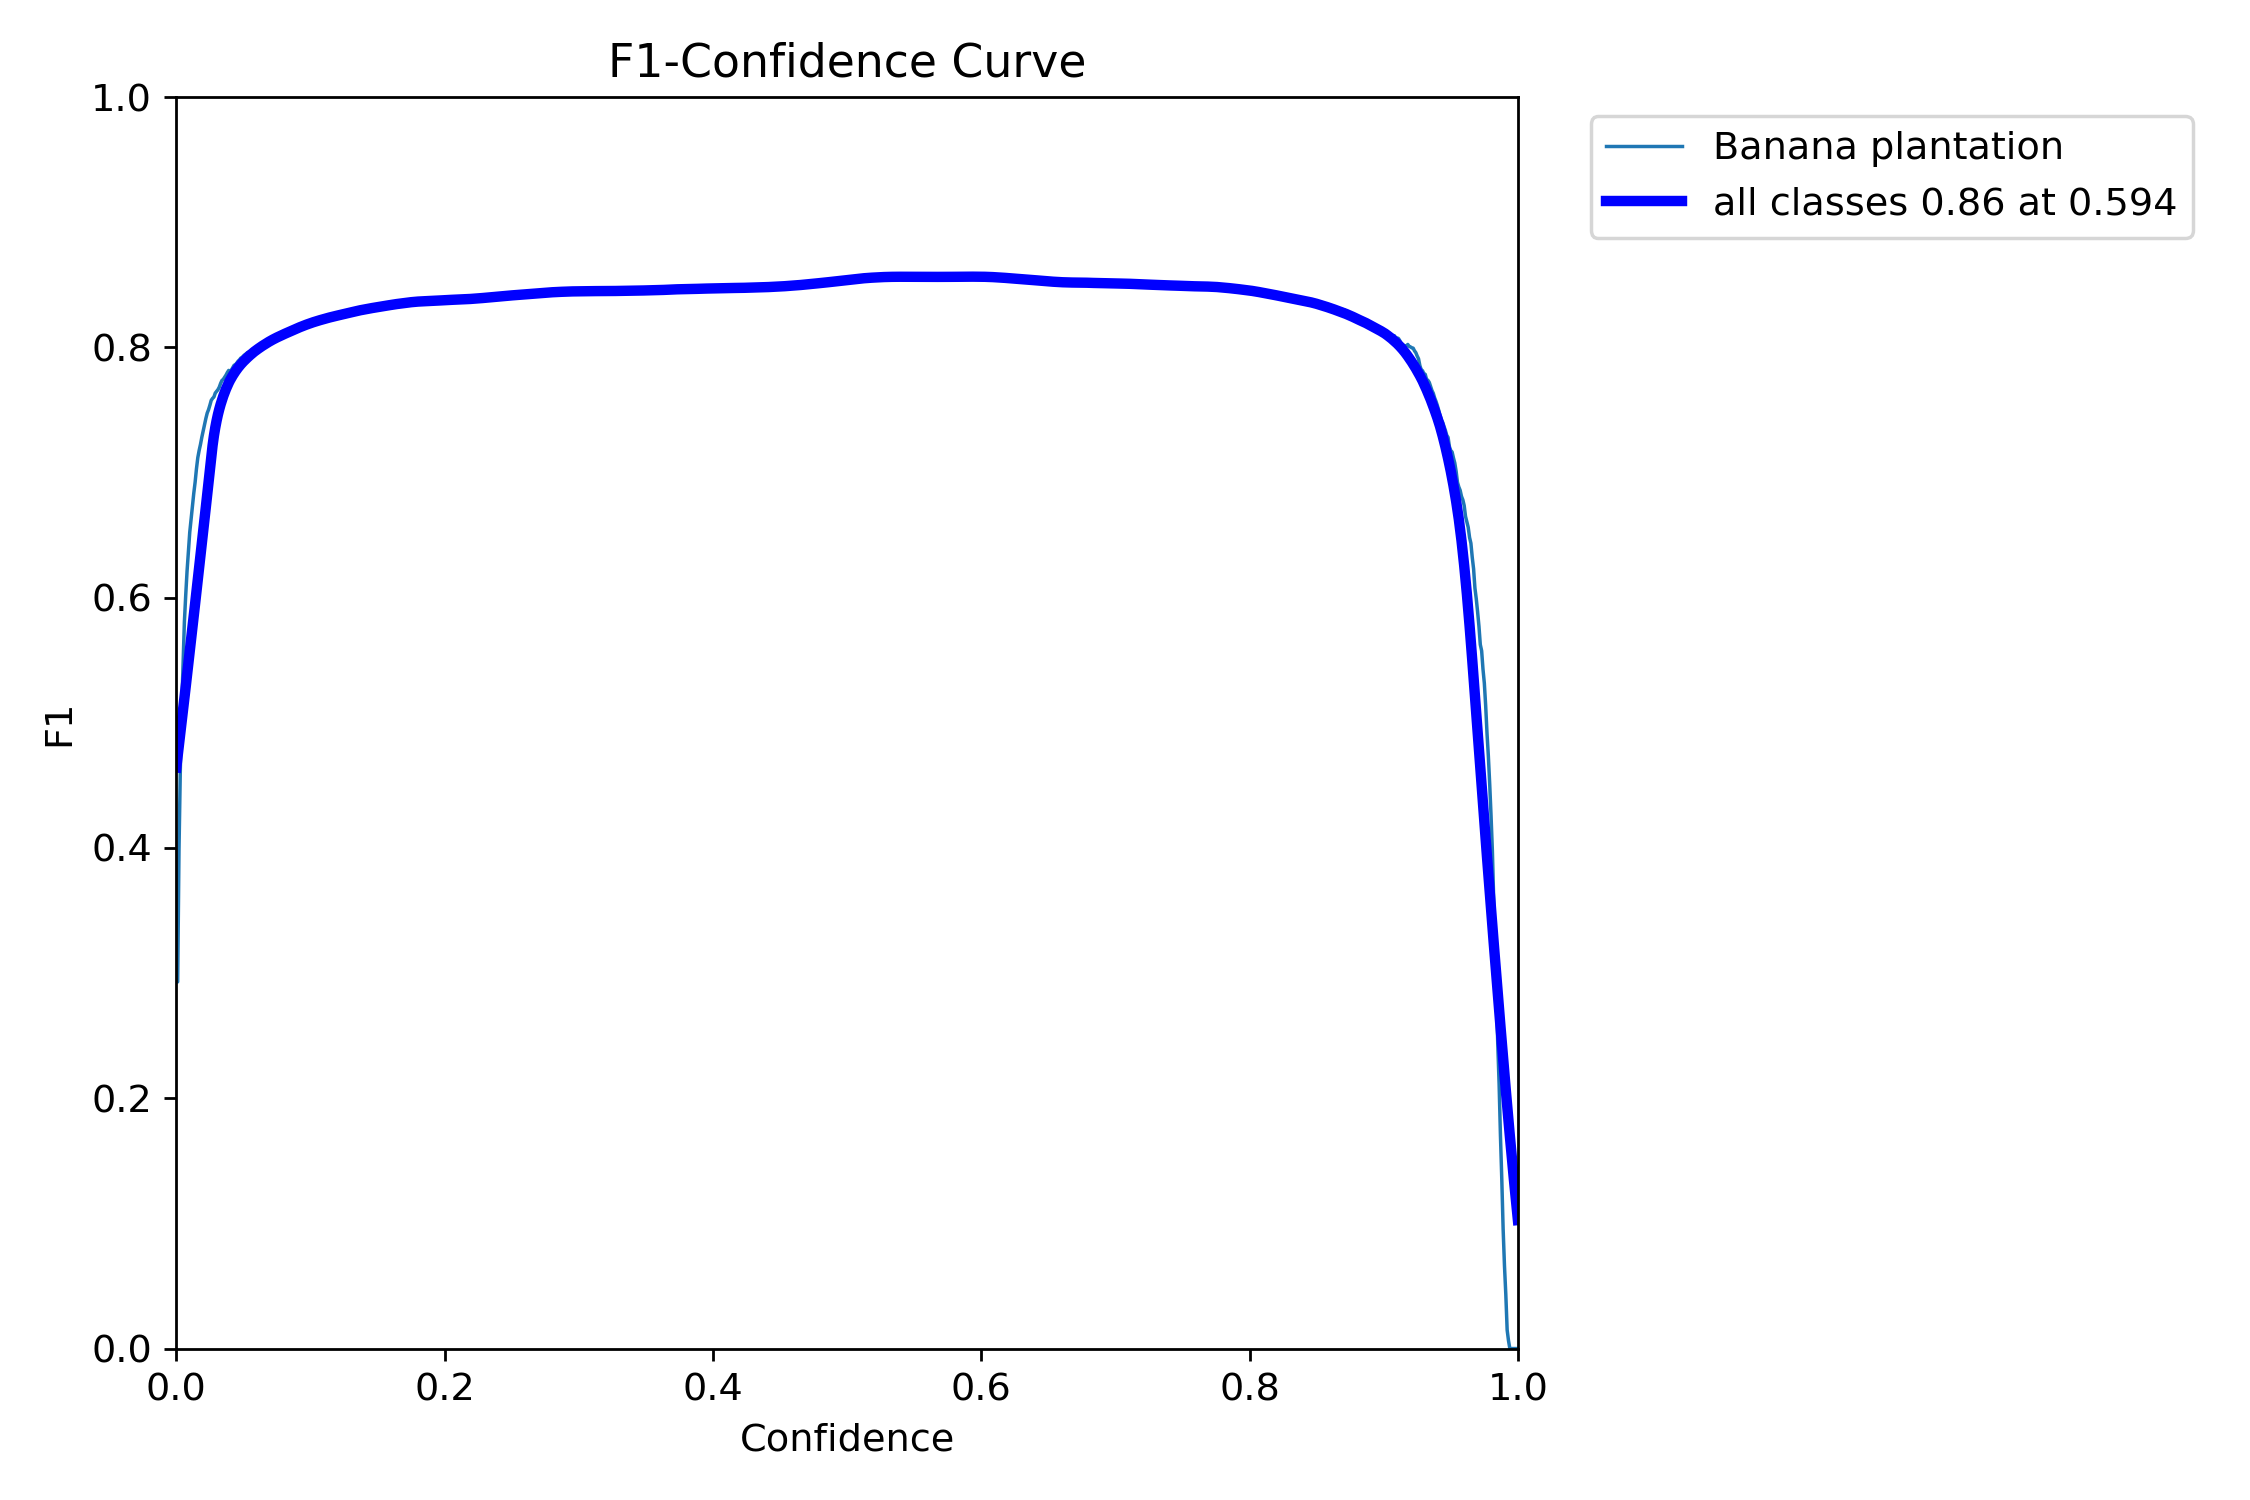 F1-Confidence Curve
1.0
0.8
0.6
0.4
0.2
0.0
F1
0.0 0.2 0.4 0.6 0.8 1.0
Confidence
Banana plantation
all classes 0.86 at 0.594